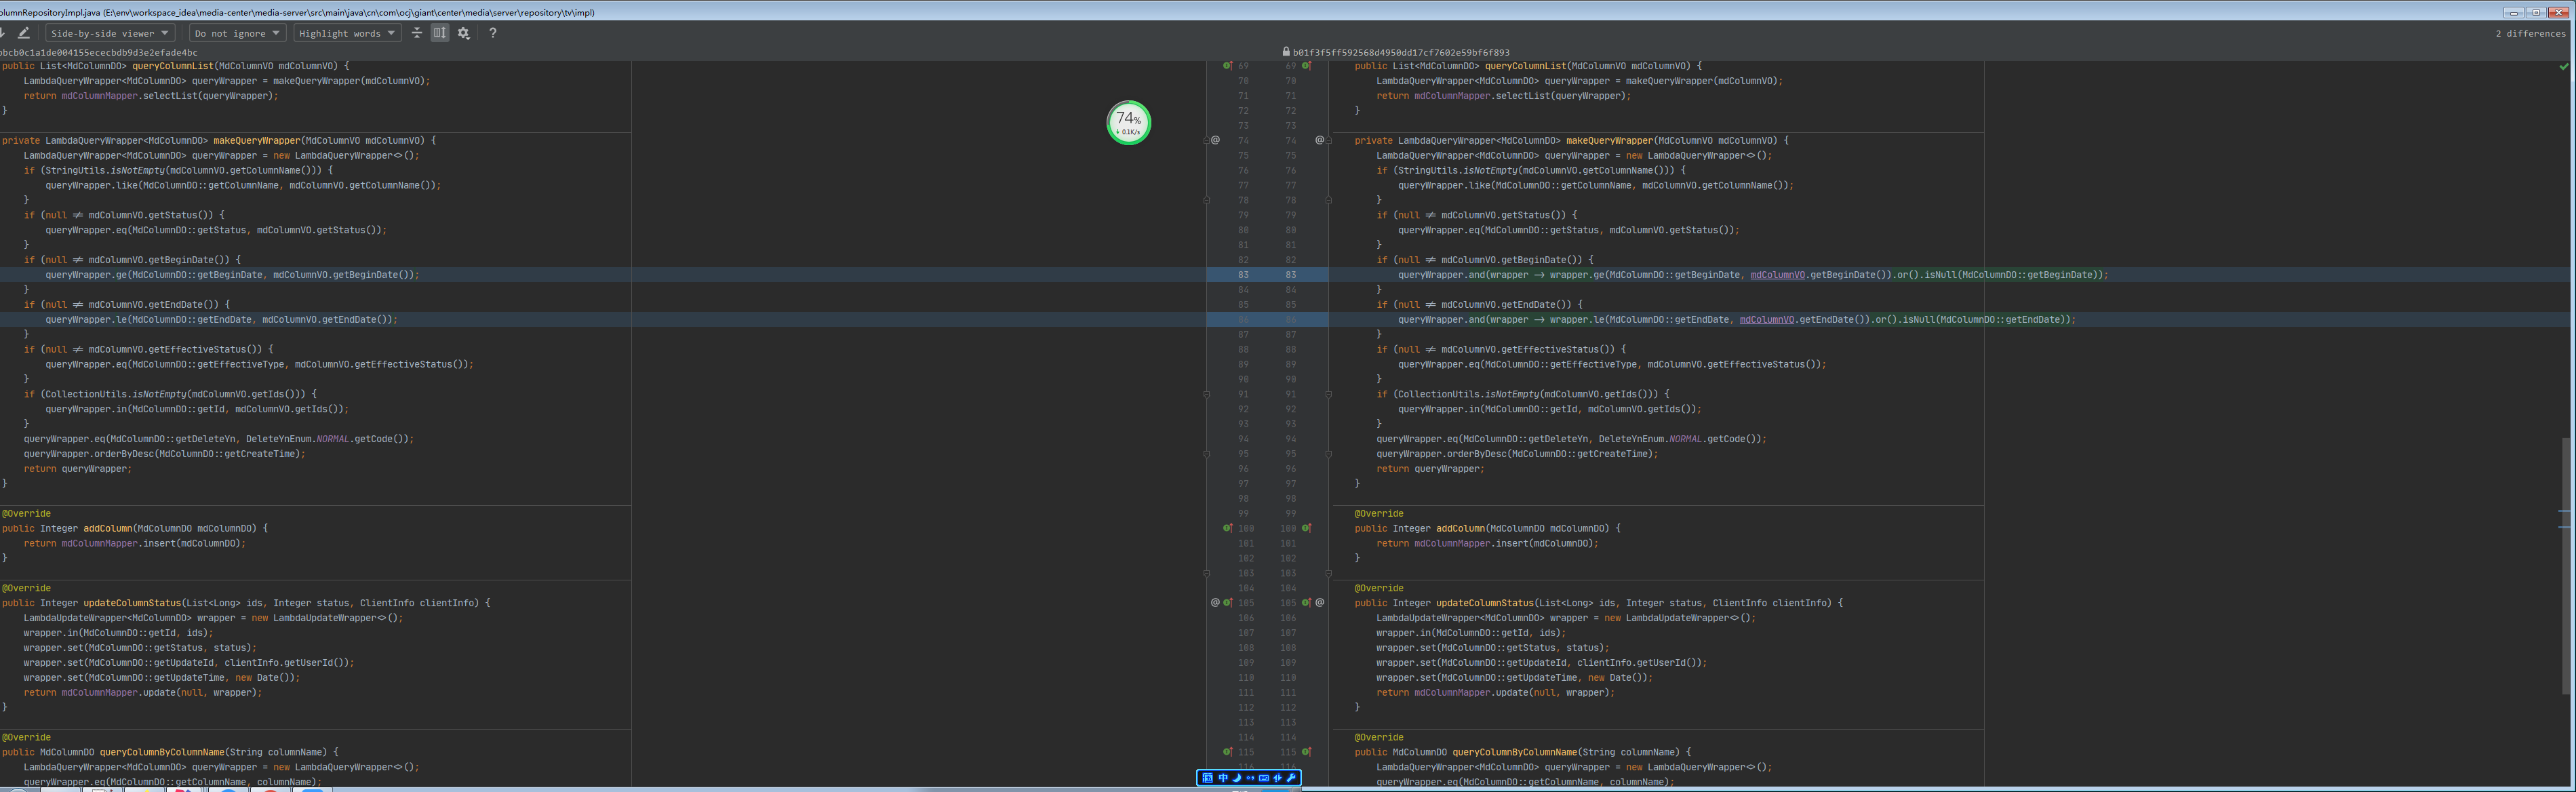 olumnRepositoryImpl.java (E:\env\workspace_idea\media-center\media-server\src\main\java\cn\com\ocj\giant\center\media\server\repository\tv\impl)
Side-by-side viewer
Do not ignore
Highlight words
?
2 differences
bcb0c1a1de004155ececbdb9d3e2efade4bc
b01f3f5ff592568d4950dd17cf7602e59bf6f893
public List<MdColumnDO> queryColumnList(MdColumnVO mdColumnVO) {
LambdaQueryWrapper<MdColumnDO> queryWrapper = makeQueryWrapper(mdColumnVO);
return mdColumnMapper.selectList(queryWrapper);
}
private LambdaQueryWrapper<MdColumnDO> makeQueryWrapper(MdColumnVO mdColumnVO) {
LambdaQueryWrapper<MdColumnDO> queryWrapper = new LambdaQueryWrapper<>();
if (StringUtils.isNotEmpty(mdColumnVO.getColumnName())) {
queryWrapper.like(MdColumnDO::getColumnName, mdColumnVO.getColumnName());
}
if (null ≠ mdColumnVO.getStatus()) {
queryWrapper.eq(MdColumnDO::getStatus, mdColumnVO.getStatus());
}
if (null ≠ mdColumnVO.getBeginDate()) {
queryWrapper.ge(MdColumnDO::getBeginDate, mdColumnVO.getBeginDate());
}
if (null ≠ mdColumnVO.getEndDate()) {
queryWrapper.le(MdColumnDO::getEndDate, mdColumnVO.getEndDate());
}
if (null ≠ mdColumnVO.getEffectiveStatus()) {
queryWrapper.eq(MdColumnDO::getEffectiveType, mdColumnVO.getEffectiveStatus());
}
if (CollectionUtils.isNotEmpty(mdColumnVO.getIds())) {
queryWrapper.in(MdColumnDO::getId, mdColumnVO.getIds());
}
queryWrapper.eq(MdColumnDO::getDeleteYn, DeleteYnEnum.NORMAL.getCode());
queryWrapper.orderByDesc(MdColumnDO::getCreateTime);
return queryWrapper;
}
@Override
public Integer addColumn(MdColumnDO mdColumnDO) {
return mdColumnMapper.insert(mdColumnDO);
}
@Override
public Integer updateColumnStatus(List<Long> ids, Integer status, ClientInfo clientInfo) {
LambdaUpdateWrapper<MdColumnDO> wrapper = new LambdaUpdateWrapper<>();
wrapper.in(MdColumnDO::getId, ids);
wrapper.set(MdColumnDO::getStatus, status);
wrapper.set(MdColumnDO::getUpdateId, clientInfo.getUserId());
wrapper.set(MdColumnDO::getUpdateTime, new Date());
return mdColumnMapper.update(null, wrapper);
}
@Override
public MdColumnDO queryColumnByColumnName(String columnName) {
LambdaQueryWrapper<MdColumnDO> queryWrapper = new LambdaQueryWrapper<>();
queryWrapper.eq(MdColumnDO::getColumnName, columnName);
74%
↓ 0.1K/s
69 69
70 70
71 71
72 72
73 73
@ 74 74 @
75 75
76 76
77 77
78 78
79 79
80 80
81 81
82 82
83 83
84 84
85 85
86 86
87 87
88 88
89 89
90 90
91 91
92 92
93 93
94 94
95 95
96 96
97 97
98 98
99 99
100 100
101 101
102 102
103 103
104 104
@ 105 105 @
106 106
107 107
108 108
109 109
110 110
111 111
112 112
113 113
114 114
115 115
116 116
中
public List<MdColumnDO> queryColumnList(MdColumnVO mdColumnVO) {
LambdaQueryWrapper<MdColumnDO> queryWrapper = makeQueryWrapper(mdColumnVO);
return mdColumnMapper.selectList(queryWrapper);
}
private LambdaQueryWrapper<MdColumnDO> makeQueryWrapper(MdColumnVO mdColumnVO) {
LambdaQueryWrapper<MdColumnDO> queryWrapper = new LambdaQueryWrapper<>();
if (StringUtils.isNotEmpty(mdColumnVO.getColumnName())) {
queryWrapper.like(MdColumnDO::getColumnName, mdColumnVO.getColumnName());
}
if (null ≠ mdColumnVO.getStatus()) {
queryWrapper.eq(MdColumnDO::getStatus, mdColumnVO.getStatus());
}
if (null ≠ mdColumnVO.getBeginDate()) {
queryWrapper.and(wrapper → wrapper.ge(MdColumnDO::getBeginDate, mdColumnVO.getBeginDate()).or().isNull(MdColumnDO::getBeginDate));
}
if (null ≠ mdColumnVO.getEndDate()) {
queryWrapper.and(wrapper → wrapper.le(MdColumnDO::getEndDate, mdColumnVO.getEndDate()).or().isNull(MdColumnDO::getEndDate));
}
if (null ≠ mdColumnVO.getEffectiveStatus()) {
queryWrapper.eq(MdColumnDO::getEffectiveType, mdColumnVO.getEffectiveStatus());
}
if (CollectionUtils.isNotEmpty(mdColumnVO.getIds())) {
queryWrapper.in(MdColumnDO::getId, mdColumnVO.getIds());
}
queryWrapper.eq(MdColumnDO::getDeleteYn, DeleteYnEnum.NORMAL.getCode());
queryWrapper.orderByDesc(MdColumnDO::getCreateTime);
return queryWrapper;
}
@Override
public Integer addColumn(MdColumnDO mdColumnDO) {
return mdColumnMapper.insert(mdColumnDO);
}
@Override
public Integer updateColumnStatus(List<Long> ids, Integer status, ClientInfo clientInfo) {
LambdaUpdateWrapper<MdColumnDO> wrapper = new LambdaUpdateWrapper<>();
wrapper.in(MdColumnDO::getId, ids);
wrapper.set(MdColumnDO::getStatus, status);
wrapper.set(MdColumnDO::getUpdateId, clientInfo.getUserId());
wrapper.set(MdColumnDO::getUpdateTime, new Date());
return mdColumnMapper.update(null, wrapper);
}
@Override
public MdColumnDO queryColumnByColumnName(String columnName) {
LambdaQueryWrapper<MdColumnDO> queryWrapper = new LambdaQueryWrapper<>();
queryWrapper.eq(MdColumnDO::getColumnName, columnName);